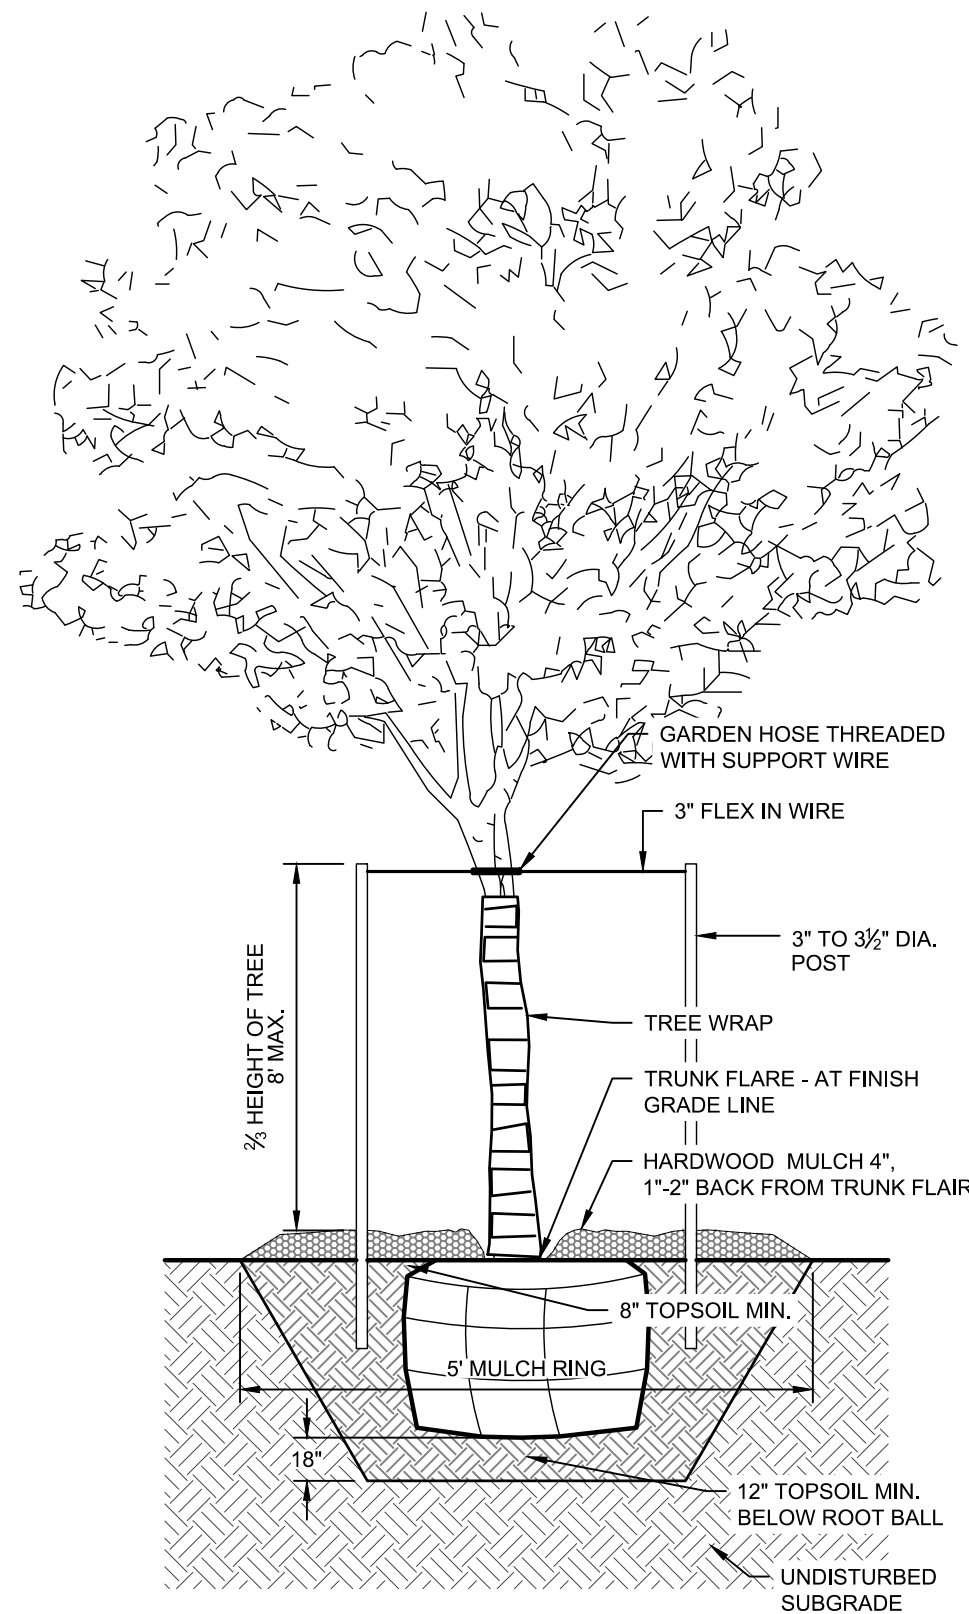 GARDEN HOSE THREADED
WITH SUPPORT WIRE
3" FLEX IN WIRE
3" TO 3½" DIA.
POST
⅔ HEIGHT OF TREE
8' MAX.
TREE WRAP
TRUNK FLARE - AT FINISH
GRADE LINE
HARDWOOD MULCH 4",
1"-2" BACK FROM TRUNK FLAIR
8" TOPSOIL MIN.
5' MULCH RING
18"
12" TOPSOIL MIN.
BELOW ROOT BALL
UNDISTURBED
SUBGRADE